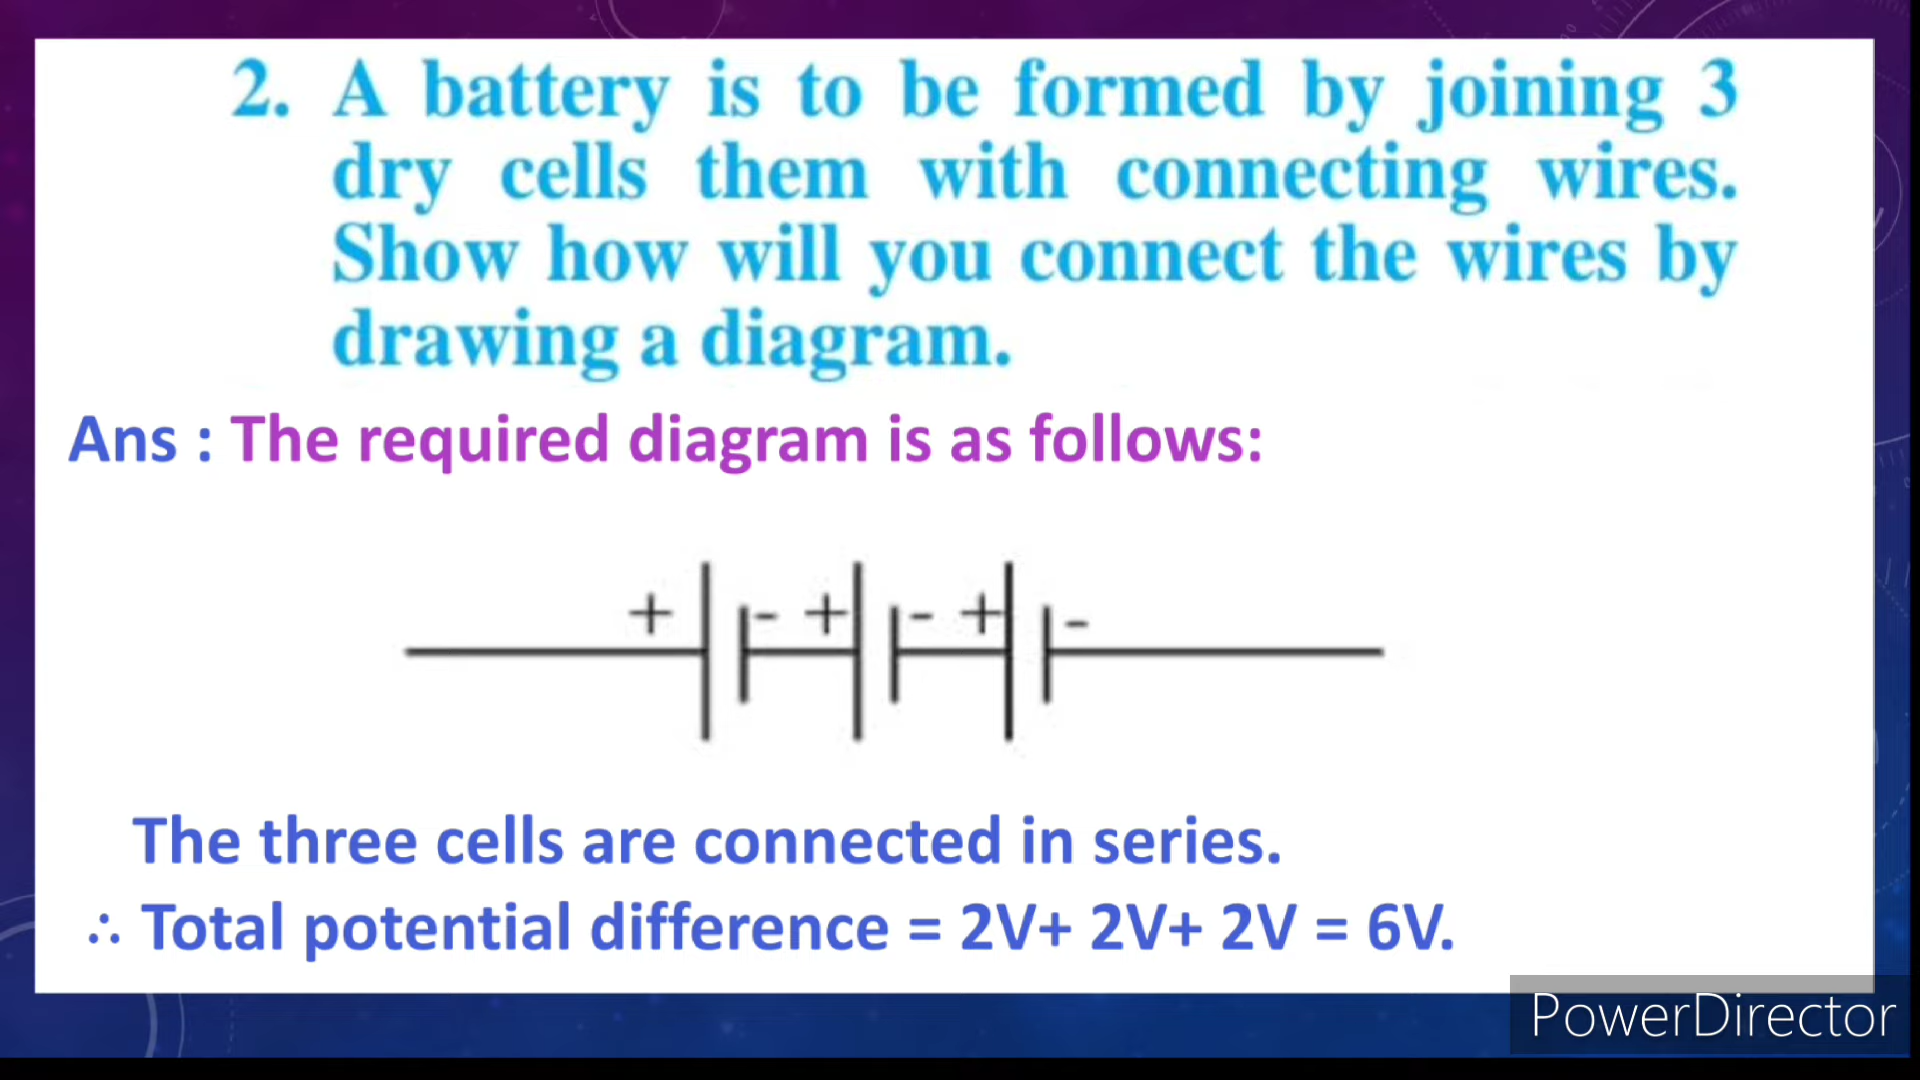 2. A battery is to be formed by joining 3
dry cells them with connecting wires.
Show how will you connect the wires by
drawing a diagram.
Ans : The required diagram is as follows:
+ - + - + -
The three cells are connected in series.
∴ Total potential difference = 2V+ 2V+ 2V = 6V.
PowerDirector